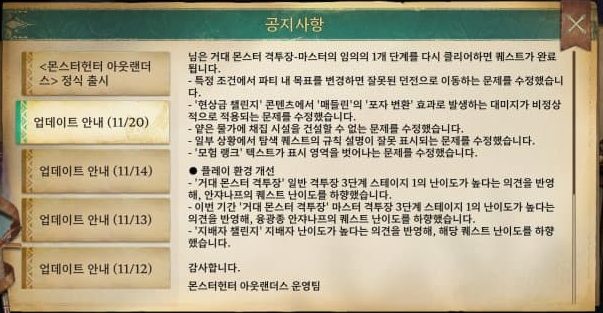 공지사항
<몬스터헌터 아웃랜더
스> 정식 출시
업데이트 안내 (11/20)
업데이트 안내 (11/14)
업데이트 안내 (11/13)
업데이트 안내 (11/12)
님은 거대 몬스터 격투장-마스터의 임의의 1개 단계를 다시 클리어하면 퀘스트가 완료
됩니다.
- 특정 조건에서 파티 내 목표를 변경하면 잘못된 던전으로 이동하는 문제를 수정했습니
다.
- '현상급 챌린지' 콘텐츠에서 '매들린'의 '포자 변환' 효과로 발생하는 대미지가 비정상
적으로 적용되는 문제를 수정했습니다.
- 얕은 물가에 채집 시설을 건설할 수 없는 문제를 수정했습니다.
- 일부 상황에서 탐색 퀘스트의 규칙 설명이 잘못 표시되는 문제를 수정했습니다.
- '모험 랭크' 텍스트가 표시 영역을 벗어나는 문제를 수정했습니다.
● 플레이 환경 개선
- '거대 몬스터 격투장' 일반 격투장 3단계 스테이지 1의 난이도가 높다는 의견을 반영
해, 안쟈나프의 퀘스트 난이도를 하향했습니다.
- 이번 기간 '거대 몬스터 격투장' 마스터 격투장 3단계 스테이지 1의 난이도가 높다는
의견을 반영해, 융광종 안쟈나프의 퀘스트 난이도를 하향했습니다.
- '지배자 챌린지' 지배자 난이도가 높다는 의견을 반영해, 해당 퀘스트 난이도를 하향
했습니다.
감사합니다.
몬스터헌터 아웃랜더스 운영팀